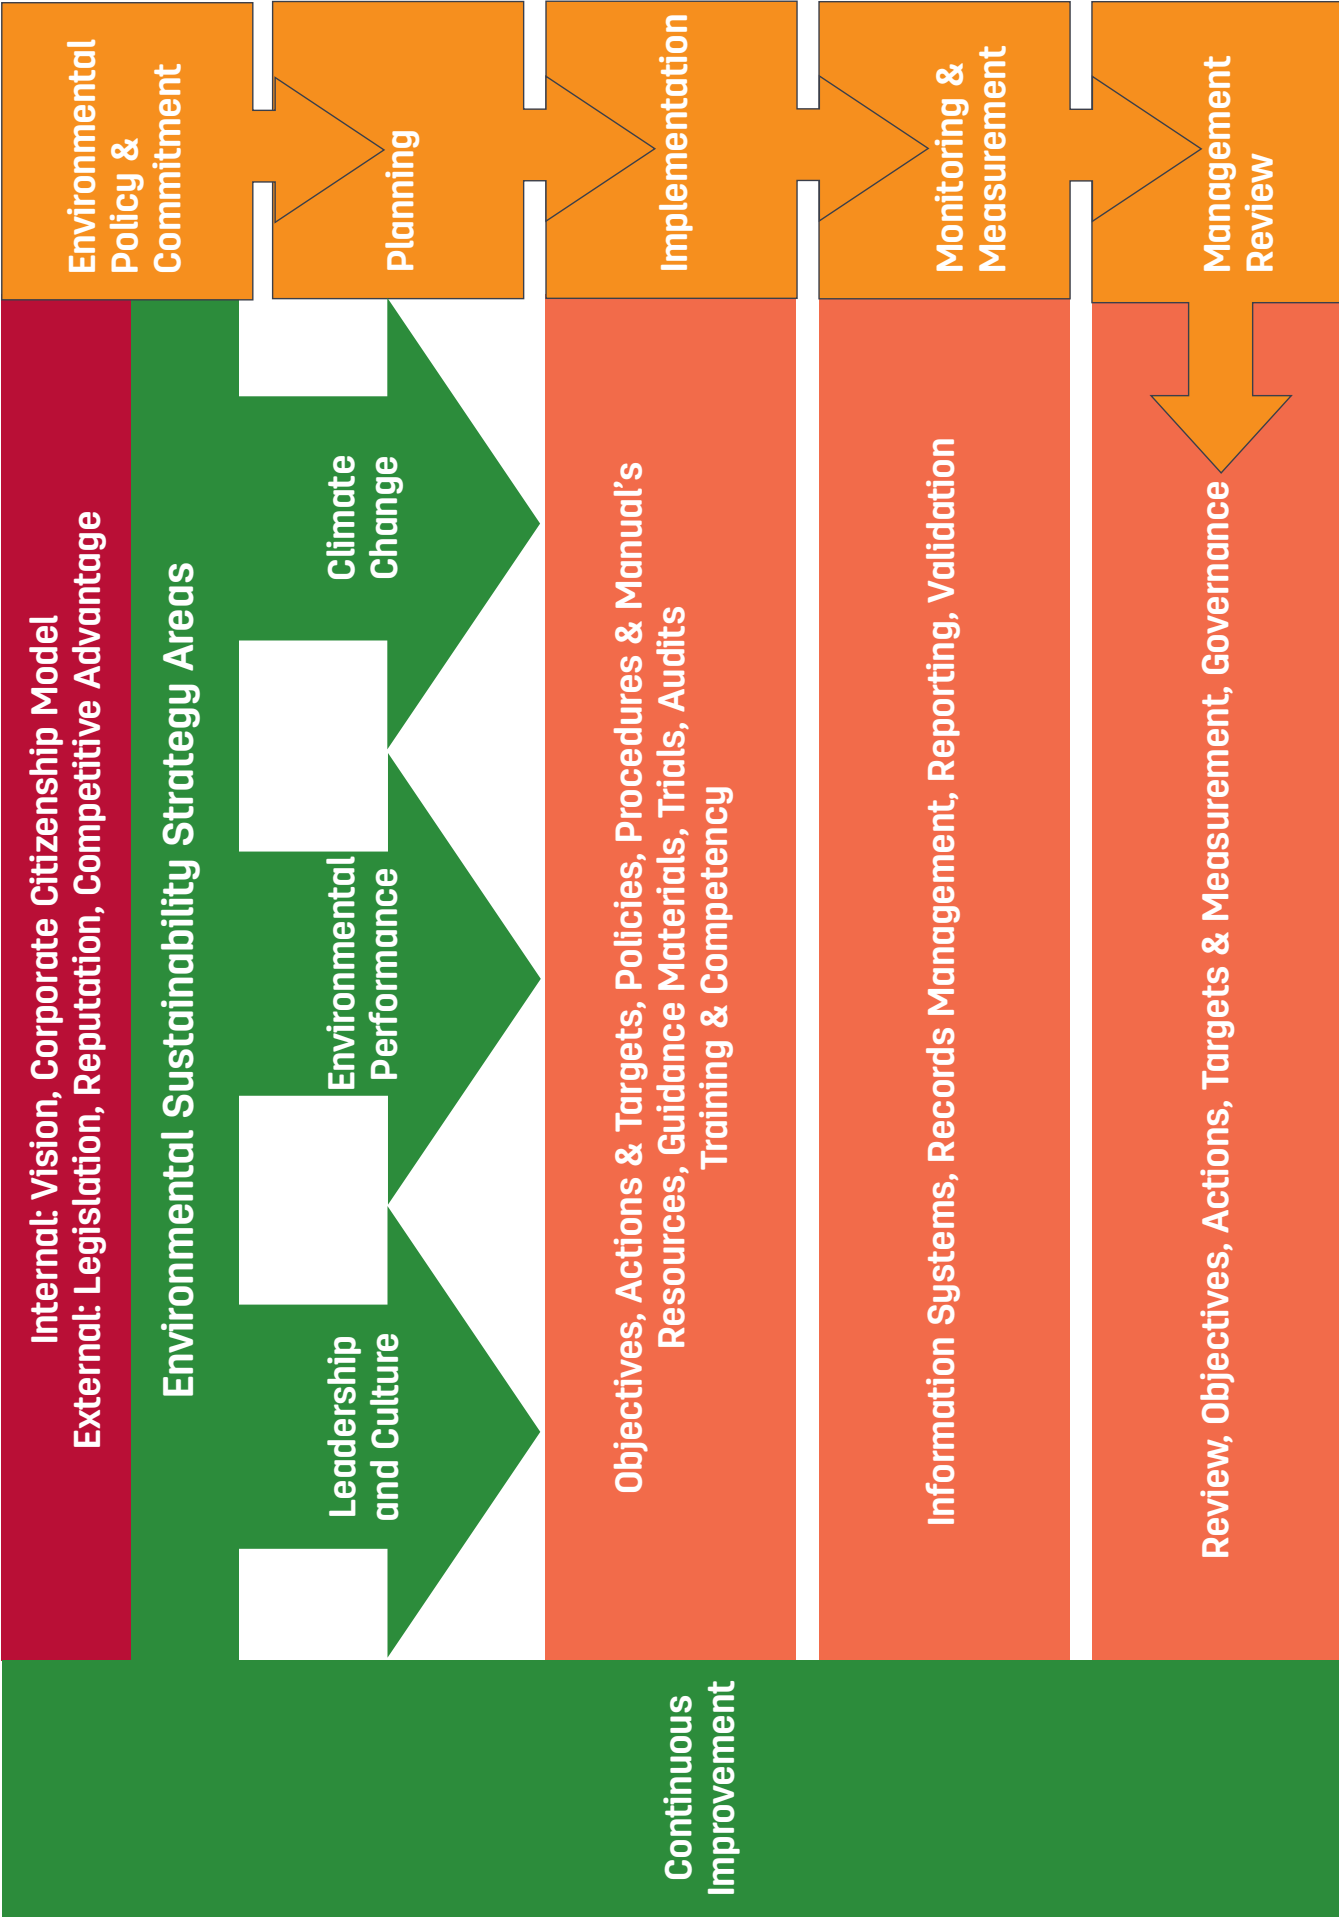 Continuous
Improvement
Internal: Vision, Corporate Citizenship Model
External: Legislation, Reputation, Competitive Advantage
Environmental Sustainability Strategy Areas
Environmental
Policy &
Commitment
Leadership
and Culture
Environmental
Performance
Climate
Change
Planning
Objectives, Actions & Targets, Policies, Procedures & Manual's
Resources, Guidance Materials, Trials, Audits
Training & Competency
Implementation
Information Systems, Records Management, Reporting, Validation
Monitoring &
Measurement
Review, Objectives, Actions, Targets & Measurement, Governance
Management
Review